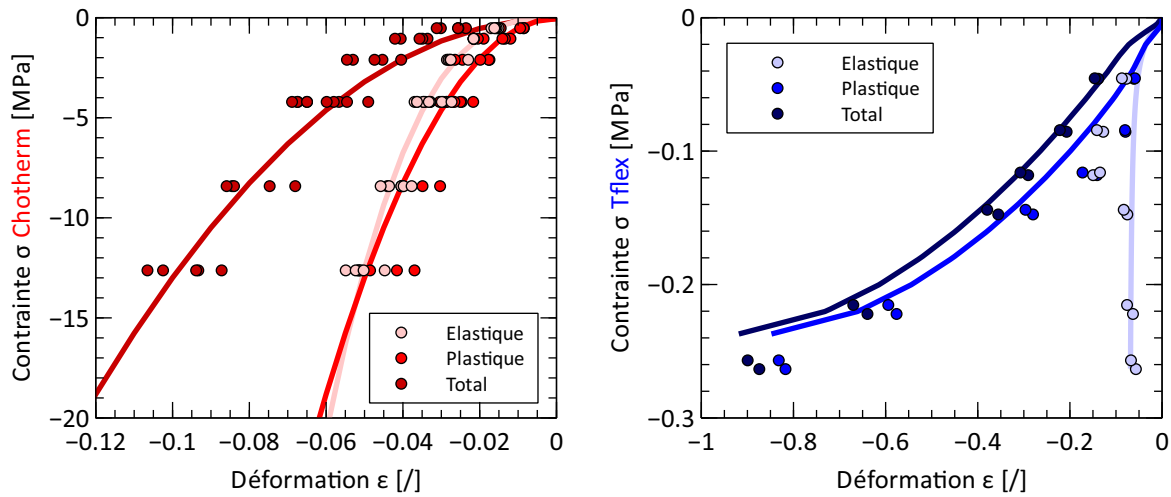 Contrainte σ Chotherm [MPa]
0
−5
−10
−15
−20
−0.12
−0.1
−0.08
−0.06
−0.04
−0.02
0
Déformation ε [/]
Elastique
Plastique
Total
Contrainte σ Tflex [MPa]
0
−0.1
−0.2
−0.3
−1
−0.8
−0.6
−0.4
−0.2
0
Déformation ε [/]
Elastique
Plastique
Total